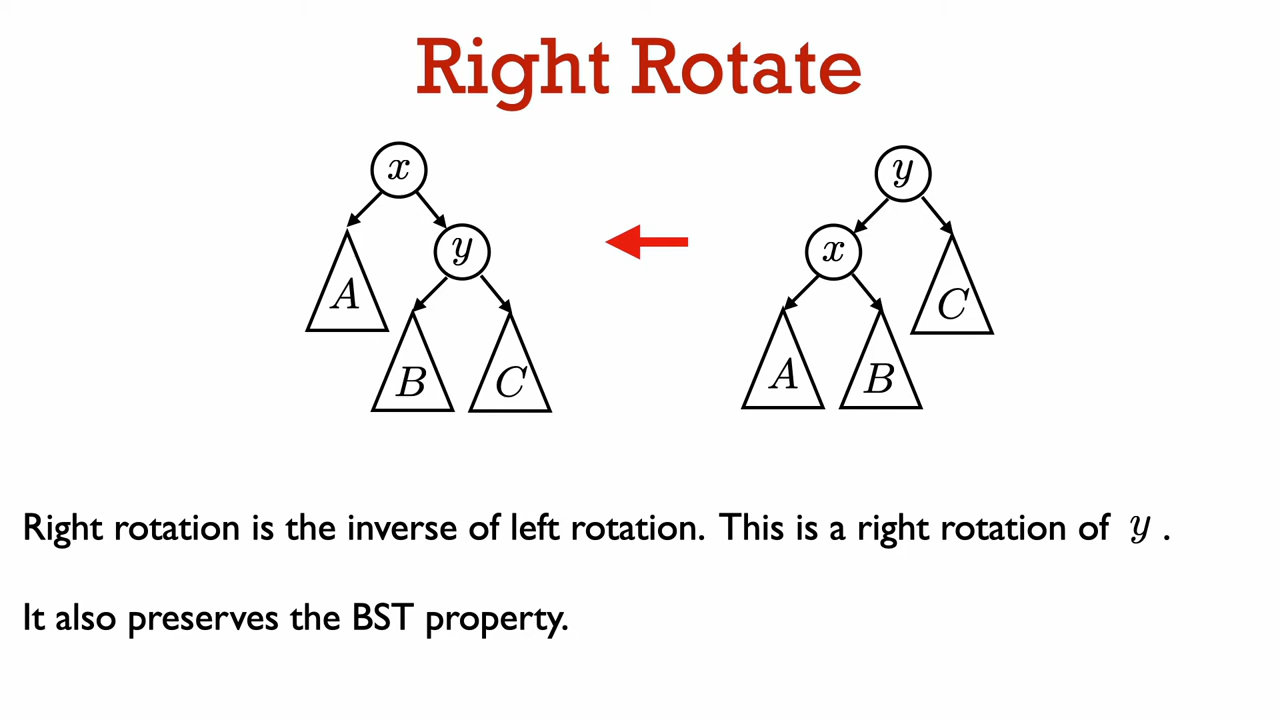 Right Rotate
x
y
y
x
A
C
A
B
B
C
Right rotation is the inverse of left rotation. This is a right rotation of y .
It also preserves the BST property.